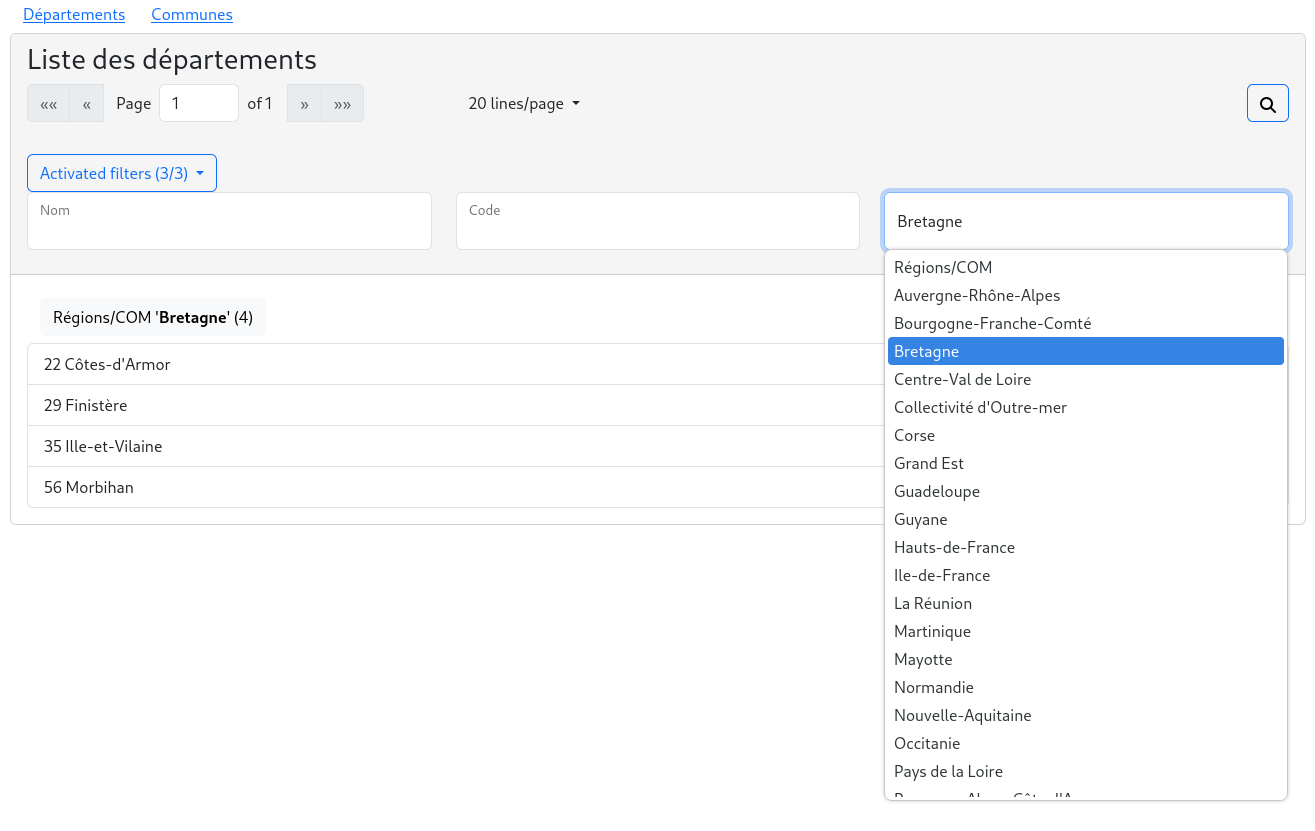 Départements Communes
Liste des départements
«« « Page 1 of 1 » »» 20 lines/page
Activated filters (3/3)
Nom Code Bretagne
Régions/COM
Auvergne-Rhône-Alpes
Bourgogne-Franche-Comté
Bretagne
Centre-Val de Loire
Collectivité d'Outre-mer
Corse
Grand Est
Guadeloupe
Guyane
Hauts-de-France
Ile-de-France
La Réunion
Martinique
Mayotte
Normandie
Nouvelle-Aquitaine
Occitanie
Pays de la Loire
Régions/COM 'Bretagne' (4)
22 Côtes-d'Armor
29 Finistère
35 Ille-et-Vilaine
56 Morbihan